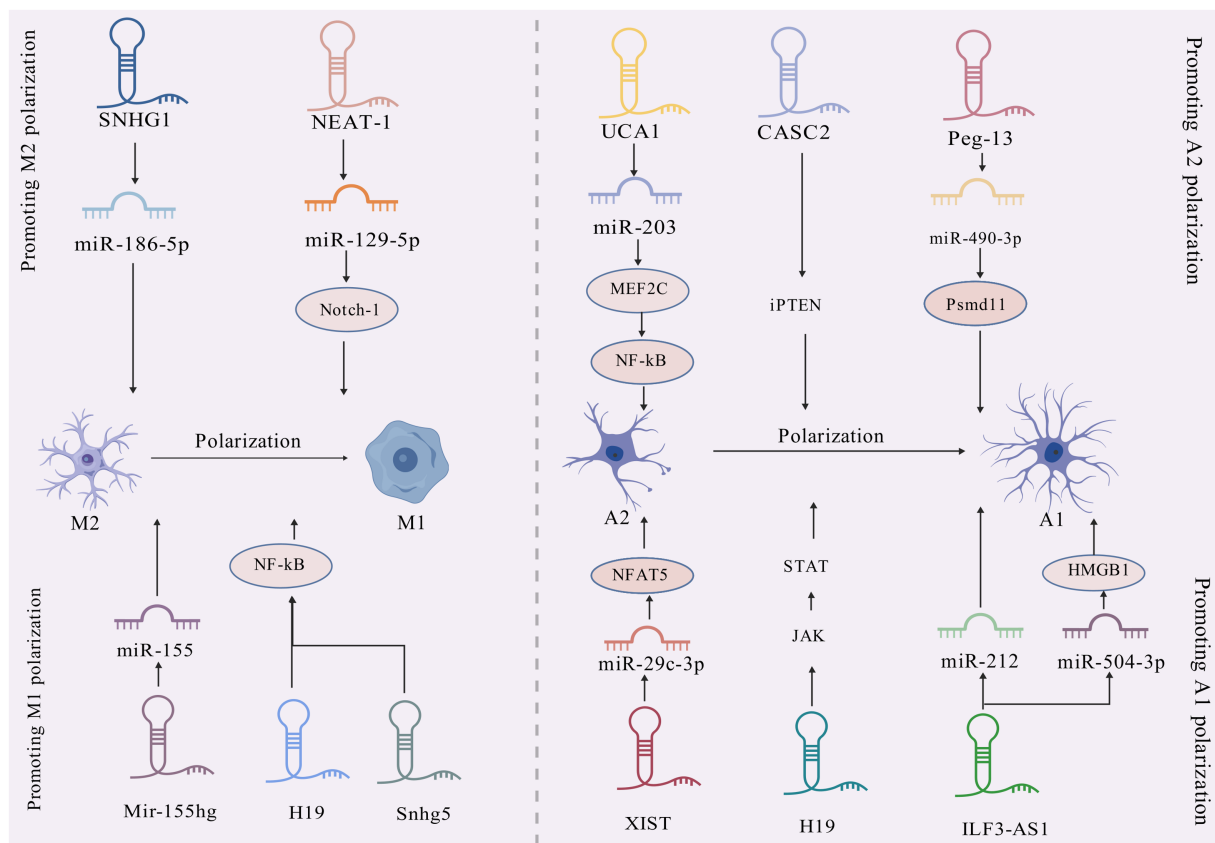 Promoting M2 polarization
SNHG1
NEAT-1
miR-186-5p
miR-129-5p
Notch-1
Polarization
M2
M1
NF-kB
miR-155
Mir-155hg
H19
Snhg5
Promoting M1 polarization
UCA1
CASC2
Peg-13
Promoting A2 polarization
miR-203
miR-490-3p
MEF2C
iPTEN
Psmd11
NF-kB
Polarization
A2
A1
NFAT5
STAT
HMGB1
JAK
miR-29c-3p
miR-212
miR-504-3p
XIST
H19
ILF3-AS1
Promoting A1 polarization